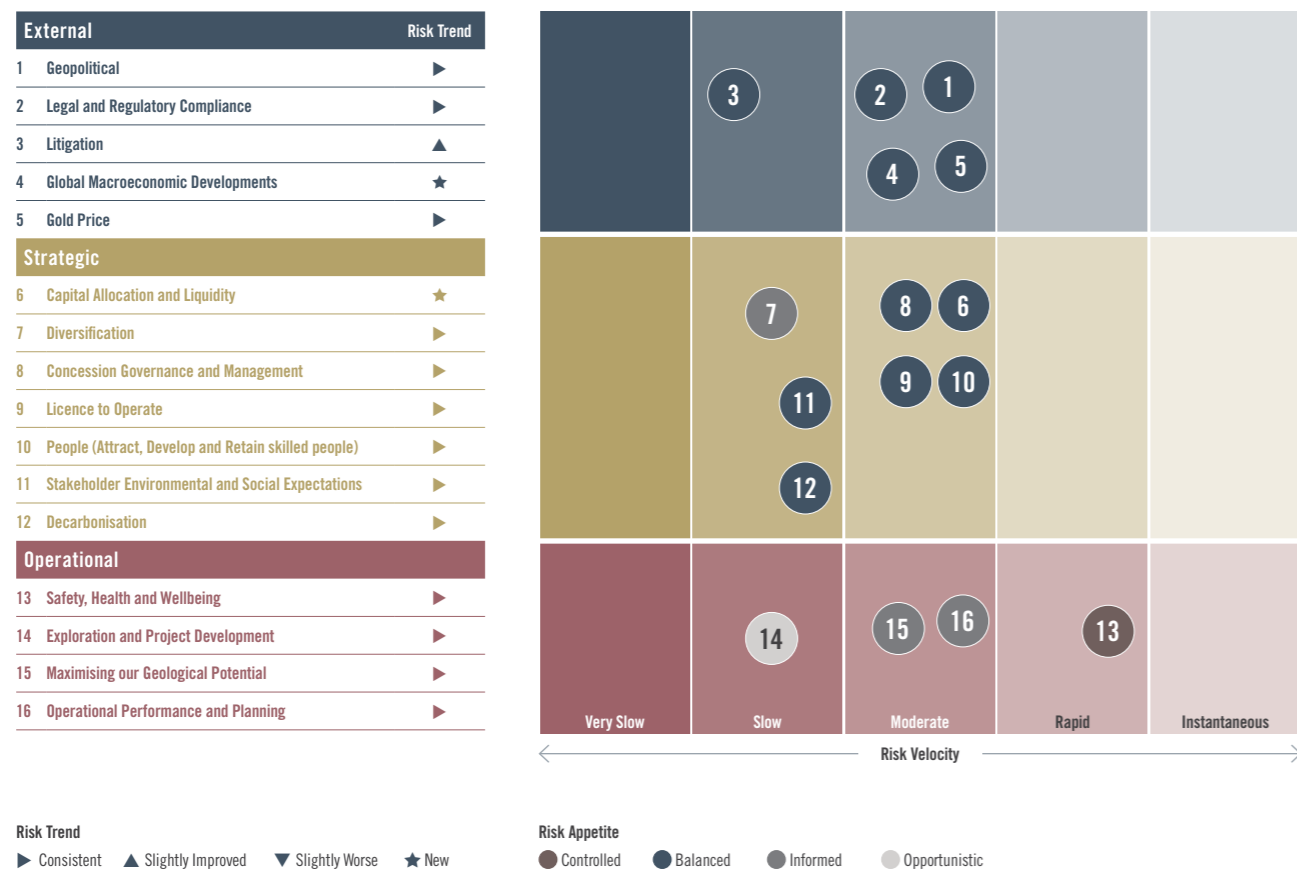 External Risk Trend
1 Geopolitical
2 Legal and Regulatory Compliance
3 Litigation
4 Global Macroeconomic Developments
5 Gold Price
Strategic
6 Capital Allocation and Liquidity
7 Diversification
8 Concession Governance and Management
9 Licence to Operate
10 People (Attract, Develop and Retain skilled people)
11 Stakeholder Environmental and Social Expectations
12 Decarbonisation
Operational
13 Safety, Health and Wellbeing
14 Exploration and Project Development
15 Maximising our Geological Potential
16 Operational Performance and Planning
3 2 1
4 5
7 8 6
11 9 10
12
14 15 16 13
Very Slow Slow Moderate Rapid Instantaneous
Risk Velocity
Risk Trend
Consistent Slightly Improved Slightly Worse New
Risk Appetite
Controlled Balanced Informed Opportunistic